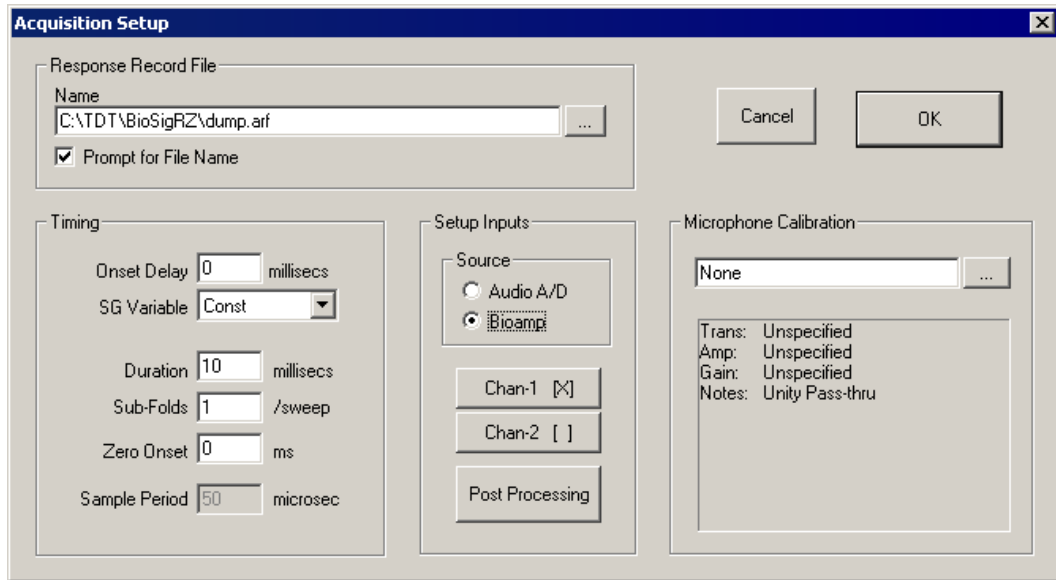 Acquisition Setup
Response Record File
Name
C:\TDT\BioSigRZ\dump.arf
...
Prompt for File Name
Cancel
OK
Timing
Onset Delay 0 millisecs
SG Variable Const
Duration 10 millisecs
Sub-Folds 1 /sweep
Zero Onset 0 ms
Sample Period 50 microsec
Setup Inputs
Source
Audio A/D
Bioamp
Chan-1 [X]
Chan-2 [ ]
Post Processing
Microphone Calibration
None
...
Trans: Unspecified
Amp: Unspecified
Gain: Unspecified
Notes: Unity Pass-thru